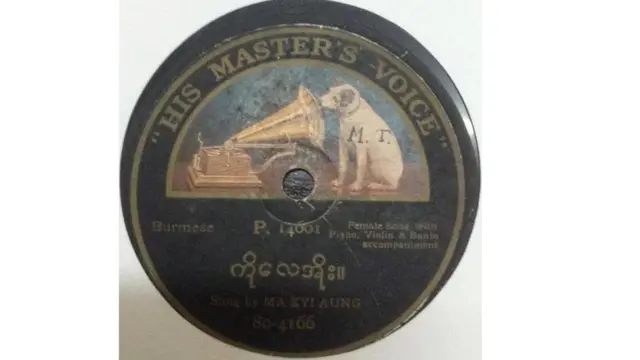 "HIS MASTER'S VOICE"
M. T.
Burmese
P. 14001
Female Song with
Piano, Violin & Banjo
accompaniment
ကိုလေအိုး။
Sung by MA KYI AUNG
80-4166